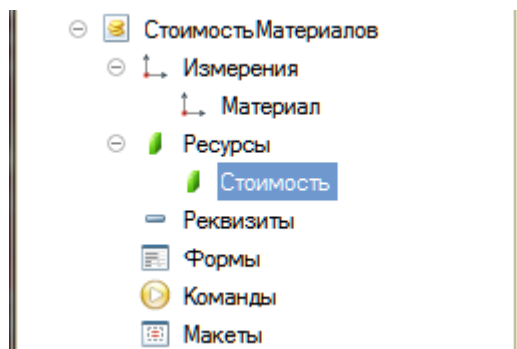 СтоимостьМатериалов
Измерения
Материал
Ресурсы
Стоимость
Реквизиты
Формы
Команды
Макеты